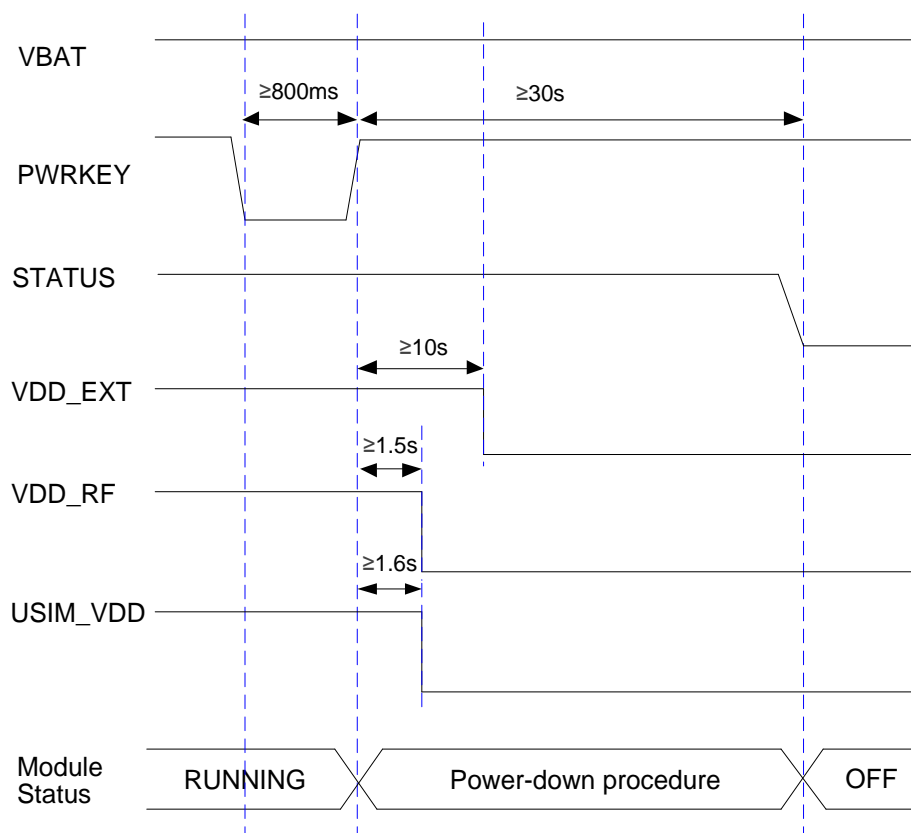 VBAT
≥800ms
≥30s
PWRKEY
STATUS
≥10s
VDD_EXT
≥1.5s
VDD_RF
≥1.6s
USIM_VDD
Module
Status
RUNNING
Power-down procedure
OFF